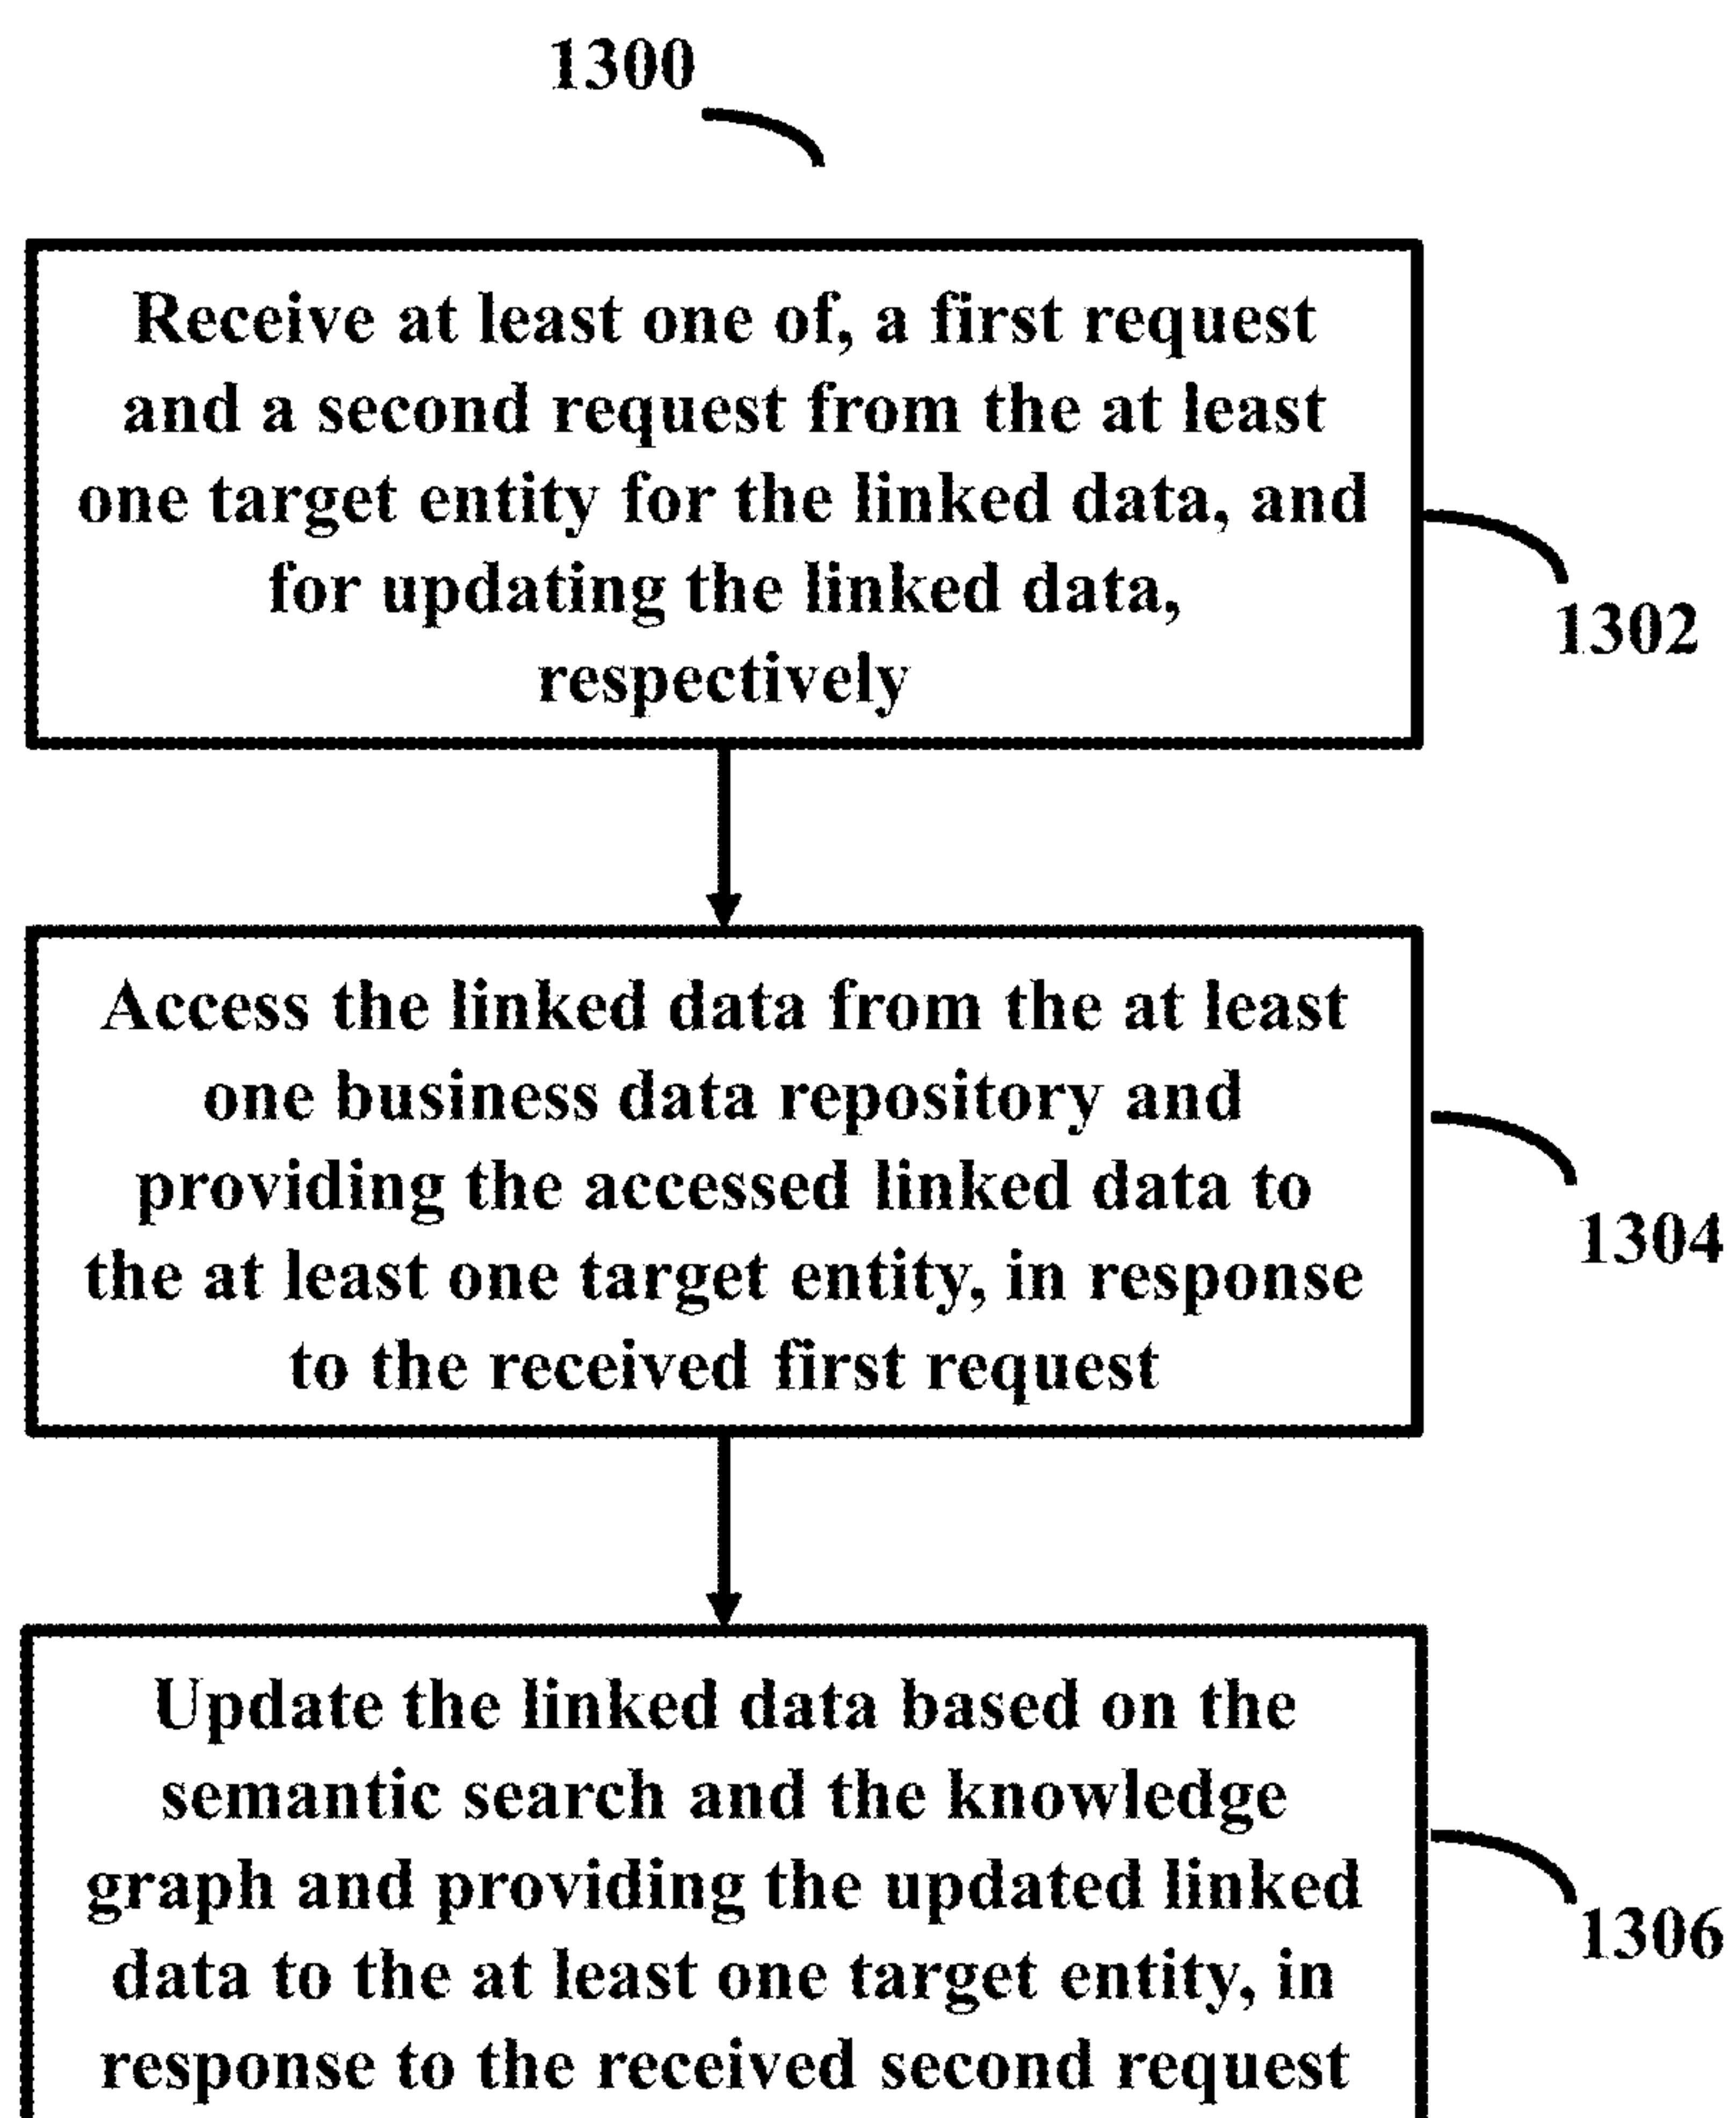 1300
Receive at least one of, a first request
and a second request from the at least
one target entity for the linked data, and
for updating the linked data,
respectively
1302
Access the linked data from the at least
one business data repository and
providing the accessed linked data to
the at least one target entity, in response
to the received first request
1304
Update the linked data based on the
semantic search and the knowledge
graph and providing the updated linked
data to the at least one target entity, in
response to the received second request
1306